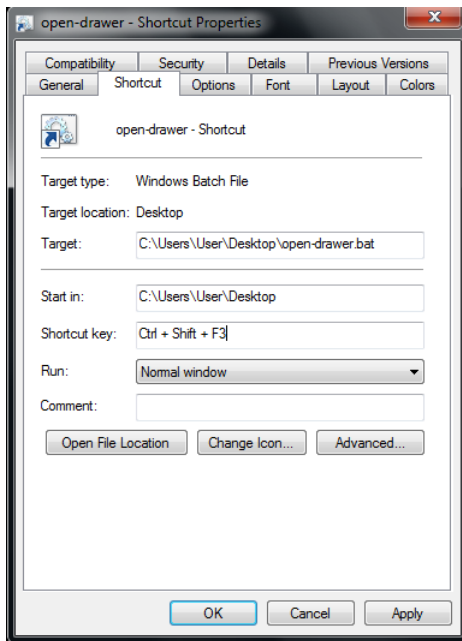 open-drawer - Shortcut Properties
Compatibility Security Details Previous Versions
General Shortcut Options Font Layout Colors
open-drawer - Shortcut
Target type: Windows Batch File
Target location: Desktop
Target: C:\Users\User\Desktop\open-drawer.bat
Start in: C:\Users\User\Desktop
Shortcut key: Ctrl + Shift + F3
Run: Normal window
Comment:
Open File Location Change Icon... Advanced...
OK Cancel Apply